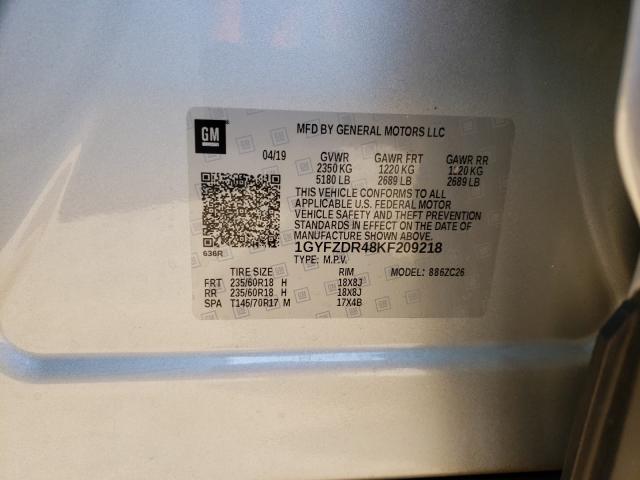 GM
MFD BY GENERAL MOTORS LLC
04/19 GVWR GAWR FRT GAWR RR
2350 KG 1220 KG 1220 KG
5180 LB 2689 LB 2689 LB
THIS VEHICLE CONFORMS TO ALL
APPLICABLE U.S. FEDERAL MOTOR
VEHICLE SAFETY AND THEFT PREVENTION
STANDARDS IN EFFECT ON THE DATE OF
MANUFACTURE SHOWN ABOVE.
1GYFZDR48KF209218
636R TYPE: M.P.V.
TIRE SIZE RIM MODEL: 886ZC26
FRT 235/60R18 H 18X8J
RR 235/60R18 H 18X8J
SPA T145/70R17 M 17X4B